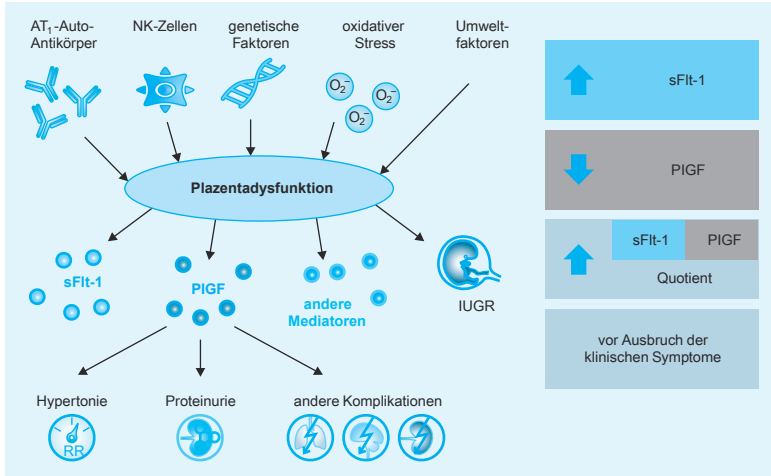 AT₁-Auto-
Antikörper
NK-Zellen
genetische
Faktoren
oxidativer
Stress
Umwelt-
faktoren
O₂⁻
O₂⁻
O₂⁻
Plazentadysfunktion
sFlt-1
PlGF
andere
Mediatoren
IUGR
Hypertonie
Proteinurie
andere Komplikationen
RR
sFlt-1
PlGF
sFlt-1
PlGF
Quotient
vor Ausbruch der
klinischen Symptome